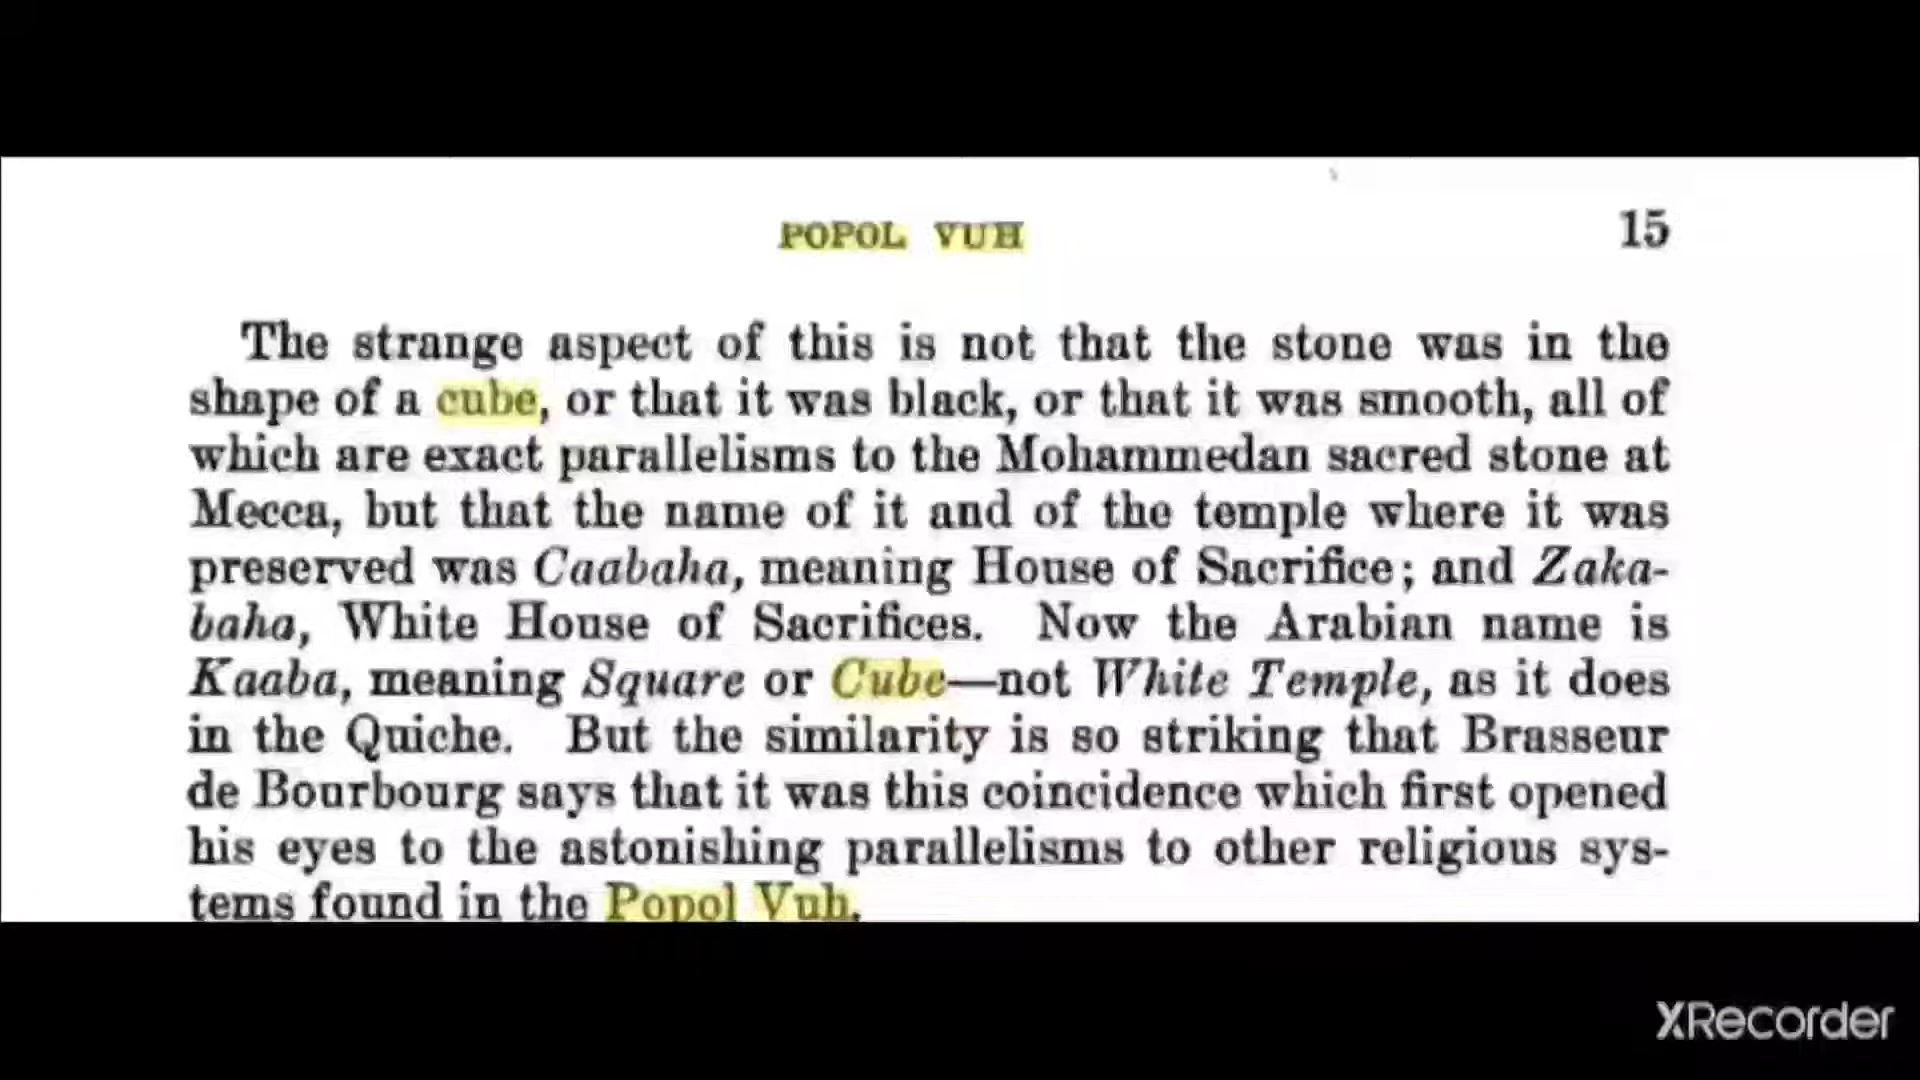 POPOL VUH 15
The strange aspect of this is not that the stone was in the
shape of a cube, or that it was black, or that it was smooth, all of
which are exact parallelisms to the Mohammedan sacred stone at
Mecca, but that the name of it and of the temple where it was
preserved was Caabaha, meaning House of Sacrifice; and Zaka-
baha, White House of Sacrifices. Now the Arabian name is
Kaaba, meaning Square or Cube—not White Temple, as it does
in the Quiche. But the similarity is so striking that Brasseur
de Bourbourg says that it was this coincidence which first opened
his eyes to the astonishing parallelisms to other religious sys-
tems found in the Popol Vuh.
XRecorder